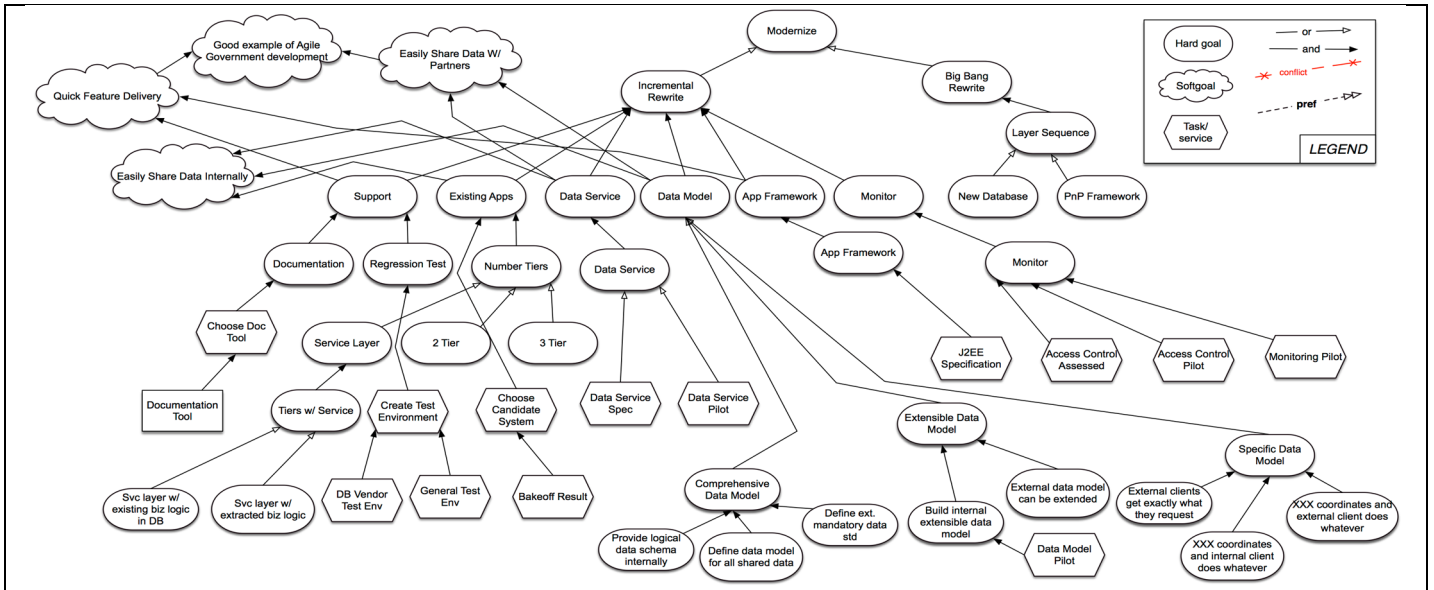 Modernize
Good example of Agile
Government development
Easily Share Data W/
Partners
Quick Feature Delivery
Easily Share Data Internally
Incremental
Rewrite
Big Bang
Rewrite
Layer Sequence
New Database
PnP Framework
Hard goal
Softgoal
Task/
service
or
and
conflict
pref
LEGEND
Support
Existing Apps
Data Service
Data Model
App Framework
Monitor
Documentation
Regression Test
Number Tiers
Data Service
App Framework
Monitor
Choose Doc
Tool
Service Layer
2 Tier
3 Tier
J2EE
Specification
Access Control
Assessed
Access Control
Pilot
Monitoring Pilot
Documentation
Tool
Tiers w/ Service
Create Test
Environment
Choose
Candidate
System
Data Service
Spec
Data Service
Pilot
Extensible Data
Model
Specific Data
Model
Svc layer w/
existing biz logic
in DB
Svc layer w/
extracted biz logic
DB Vendor
Test Env
General Test
Env
Bakeoff Result
Comprehensive
Data Model
Provide logical
data schema
internally
Define data model
for all shared data
Define ext.
mandatory data
std
Build internal
extensible data
model
External data model
can be extended
Data Model
Pilot
External clients
get exactly what
they request
XXX coordinates
and internal client
does whatever
XXX coordinates and
external client does
whatever